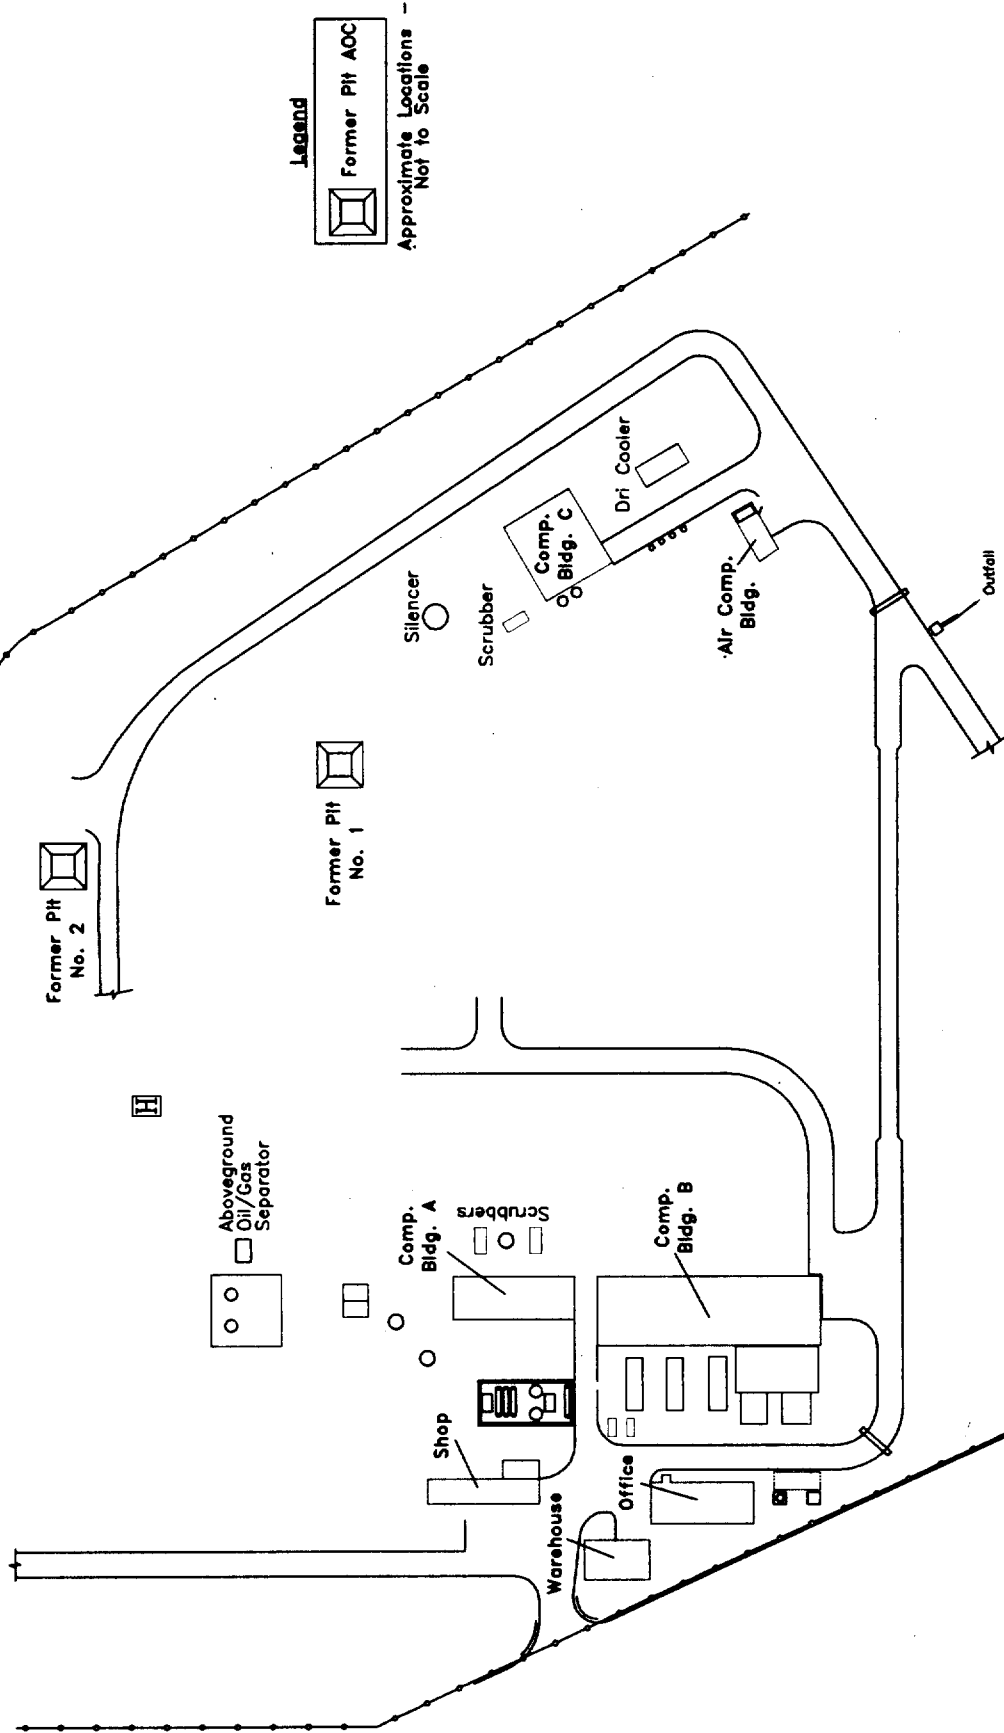 Legend
Former Pit AOC
Approximate Locations -
Not to Scale
Former Pit
No. 2
Former Pit
No. 1
Silencer
Scrubber
Comp.
Bldg. C
Dri Cooler
Air Comp.
Bldg.
Outfall
H
Aboveground
Oil/Gas
Separator
Comp.
Bldg. A
Scrubbers
Comp.
Bldg. B
Shop
Warehouse
Office